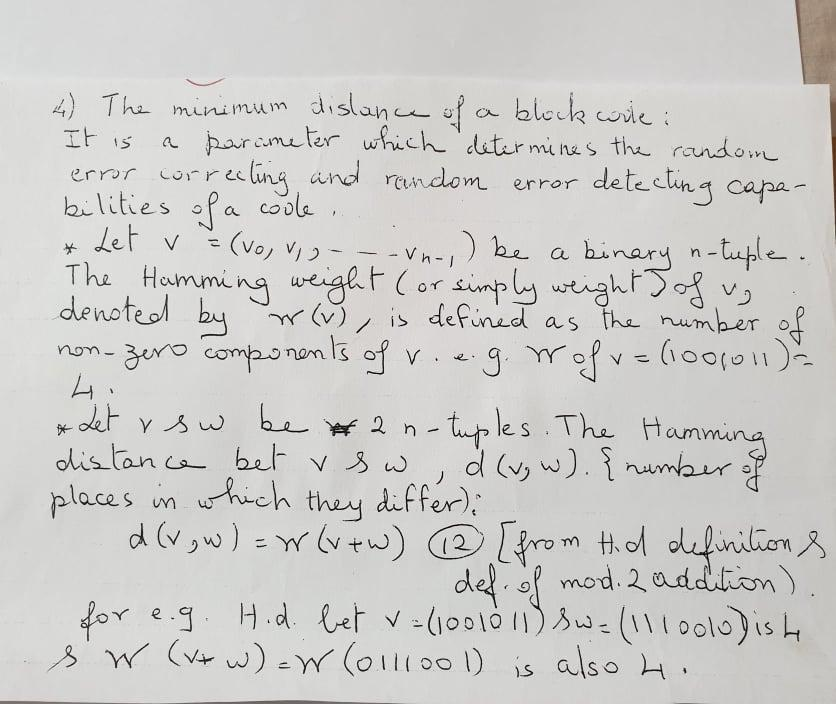 4) The minimum distance of a block code :
It is a parameter which determines the random
error correcting and random error detecting capa-
bilities of a code .
* Let v = (v0, v1, - - - - vn-1) be a binary n-tuple .
The Hamming weight (or simply weight) of v,
denoted by w (v), is defined as the number of
non-zero components of v . e. g. w of v = (1001011) =
4 .
* Let v & w be 2 n-tuples . The Hamming
distance bet v & w , d (v, w). { number of
places in which they differ) :
d (v, w) = w (v + w) (12) [from H.d definition &
def. of mod. 2 addition) .
for e.g. H.d. bet v = (1001011) & w = (1110010) is 4
& w (v + w) = w (0111001) is also 4 .